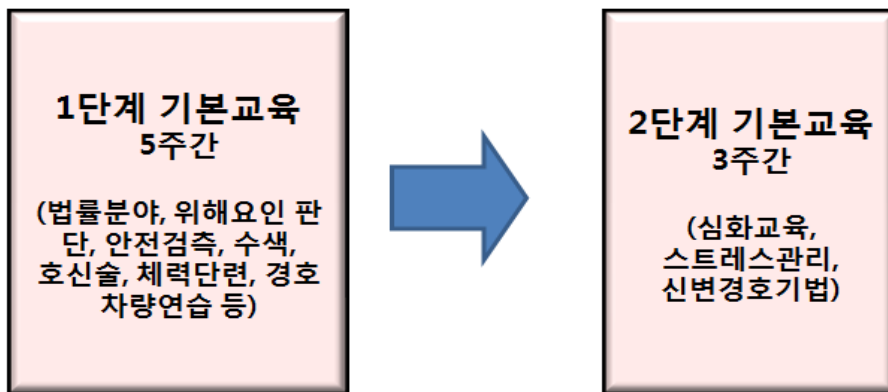 1단계 기본교육
5주간
(법률분야, 위해요인 판
단, 안전검측, 수색,
호신술, 체력단련, 경호
차량연습 등)
2단계 기본교육
3주간
(심화교육,
스트레스관리,
신변경호기법)